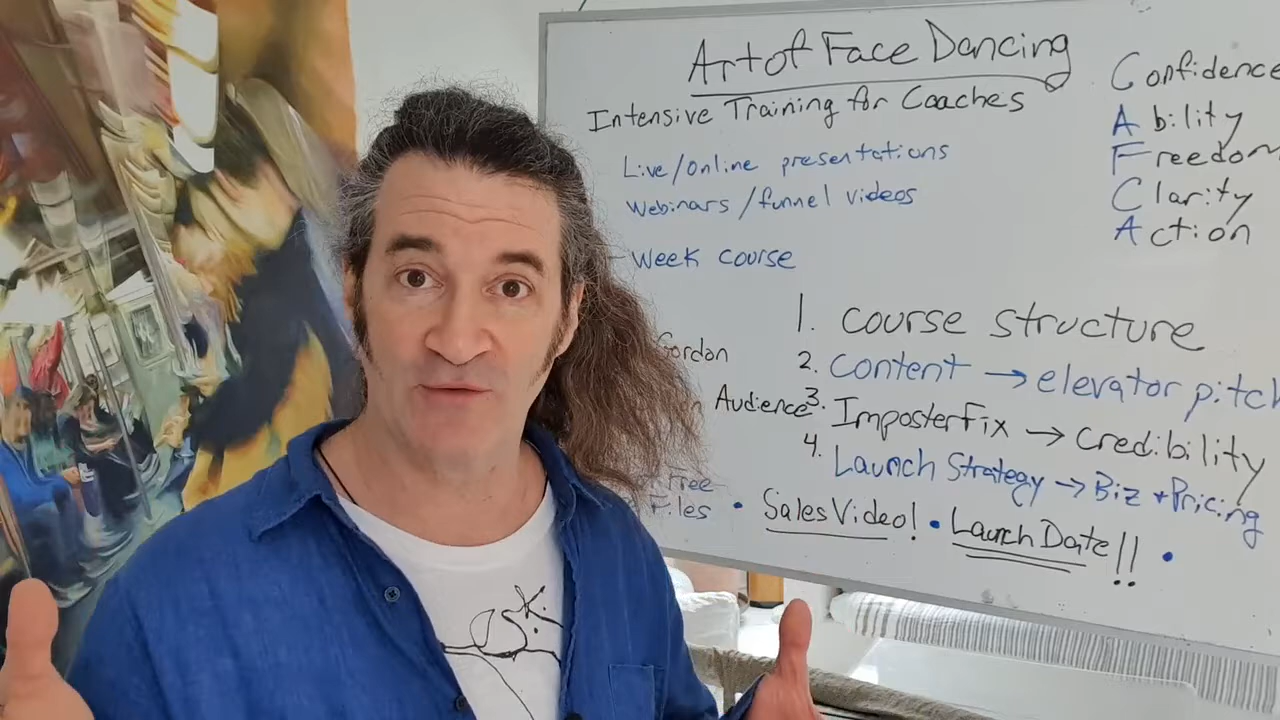 Art of Face Dancing
Intensive Training for Coaches
Live/Online presentations
Webinars/funnel videos
Week course
Gordon
Confidence
Ability
Freedom
Clarity
Action
1. Course structure
2. Content → elevator pitch
Audience 3. Imposter Fix → Credibility
4. Launch Strategy → Biz + Pricing
Free
Files
• Sales Video! • Launch Date!! •